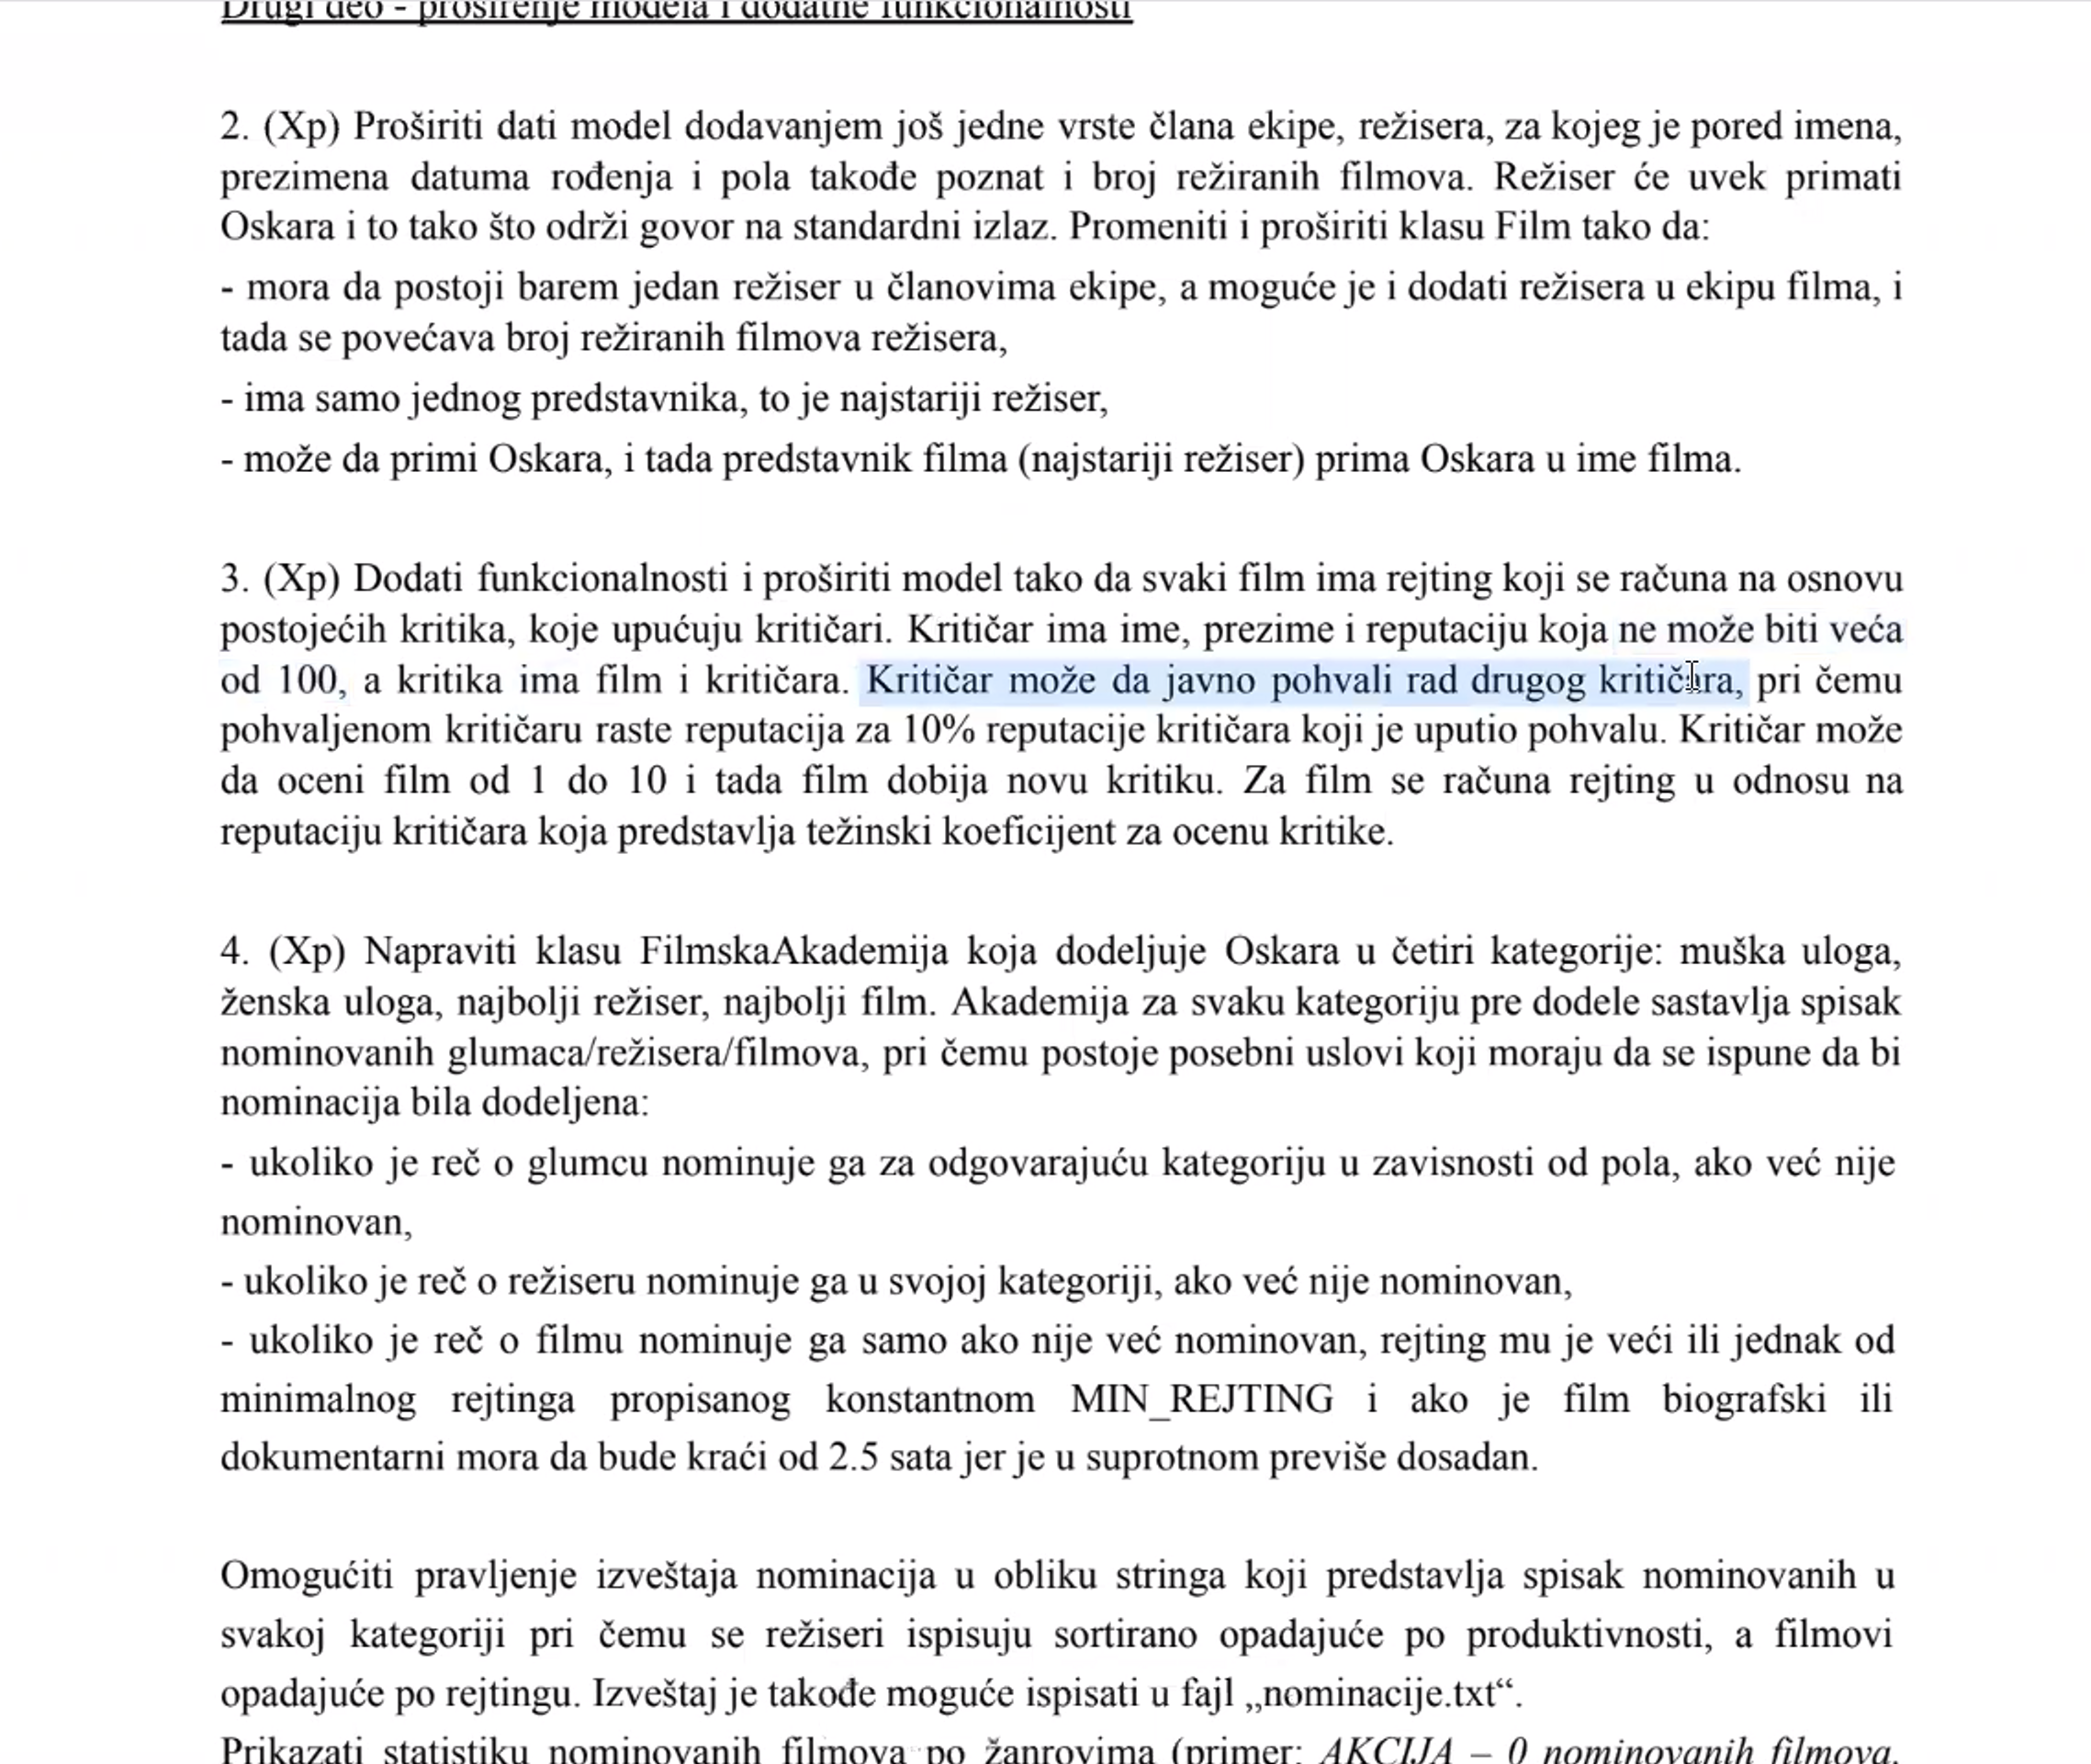 Drugi deo - proširenje modela i dodatne funkcionalnosti
2. (Xp) Proširiti dati model dodavanjem još jedne vrste člana ekipe, režisera, za kojeg je pored imena,
prezimena datuma rođenja i pola takođe poznat i broj režiranih filmova. Režiser će uvek primati
Oskara i to tako što održi govor na standardni izlaz. Promeniti i proširiti klasu Film tako da:
- mora da postoji barem jedan režiser u članovima ekipe, a moguće je i dodati režisera u ekipu filma, i
tada se povećava broj režiranih filmova režisera,
- ima samo jednog predstavnika, to je najstariji režiser,
- može da primi Oskara, i tada predstavnik filma (najstariji režiser) prima Oskara u ime filma.
3. (Xp) Dodati funkcionalnosti i proširiti model tako da svaki film ima rejting koji se računa na osnovu
postojećih kritika, koje upućuju kritičari. Kritičar ima ime, prezime i reputaciju koja ne može biti veća
od 100, a kritika ima film i kritičara. Kritičar može da javno pohvali rad drugog kritičara, pri čemu
pohvaljenom kritičaru raste reputacija za 10% reputacije kritičara koji je uputio pohvalu. Kritičar može
da oceni film od 1 do 10 i tada film dobija novu kritiku. Za film se računa rejting u odnosu na
reputaciju kritičara koja predstavlja težinski koeficijent za ocenu kritike.
4. (Xp) Napraviti klasu FilmskaAkademija koja dodeljuje Oskara u četiri kategorije: muška uloga,
ženska uloga, najbolji režiser, najbolji film. Akademija za svaku kategoriju pre dodele sastavlja spisak
nominovanih glumaca/režisera/filmova, pri čemu postoje posebni uslovi koji moraju da se ispune da bi
nominacija bila dodeljena:
- ukoliko je reč o glumcu nominuje ga za odgovarajuću kategoriju u zavisnosti od pola, ako već nije
nominovan,
- ukoliko je reč o režiseru nominuje ga u svojoj kategoriji, ako već nije nominovan,
- ukoliko je reč o filmu nominuje ga samo ako nije već nominovan, rejting mu je veći ili jednak od
minimalnog rejtinga propisanog konstantnom MIN_REJTING i ako je film biografski ili
dokumentarni mora da bude kraći od 2.5 sata jer je u suprotnom previše dosadan.
Omogućiti pravljenje izveštaja nominacija u obliku stringa koji predstavlja spisak nominovanih u
svakoj kategoriji pri čemu se režiseri ispisuju sortirano opadajuće po produktivnosti, a filmovi
opadajuće po rejtingu. Izveštaj je takođe moguće ispisati u fajl „nominacije.txt“.
Prikazati statistiku nominovanih filmova po žanrovima (primer: AKCIJA – 0 nominovanih filmova,